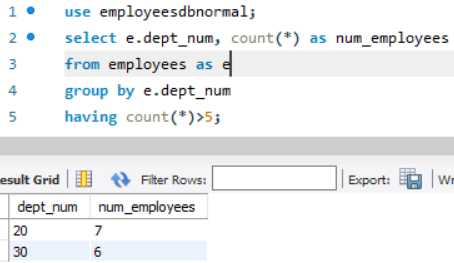 1 use employeesdbnormal;
2 select e.dept_num, count(*) as num_employees
3 from employees as e
4 group by e.dept_num
5 having count(*)>5;
esult Grid Filter Rows: Export: Wr
dept_num num_employees
20 7
30 6